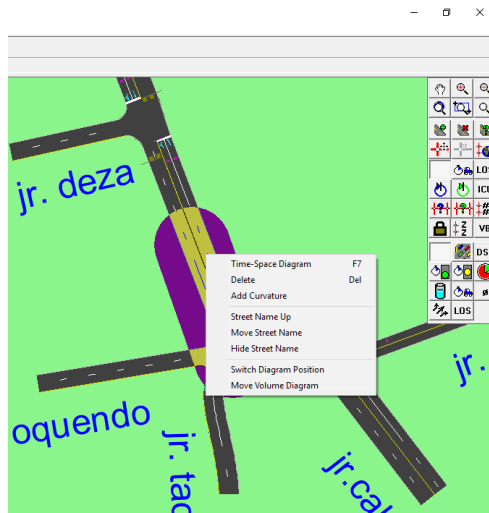 LOS
ICU
##
Z
Z
DS
LOS
ø
jr. deza
Time-Space Diagram F7
Delete Del
Add Curvature
Street Name Up
Move Street Name
Hide Street Name
Switch Diagram Position
Move Volume Diagram
oquendo
jr. tac
jr.cal
jr.